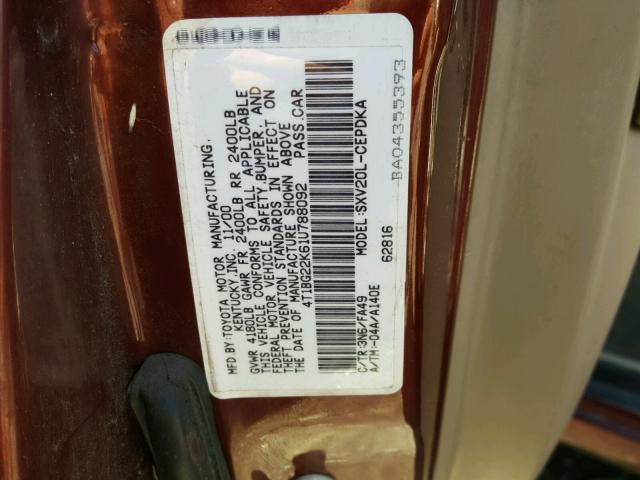 MFD.BY:TOYOTA MOTOR MANUFACTURING.
KENTUCKY,INC. 11/00
GVWR 4180LB GAWR FR 2400LB RR 2400LB
THIS VEHICLE CONFORMS TO ALL APPLICABLE
FEDERAL MOTOR VEHICLE SAFETY,BUMPER, AND
THEFT PREVENTION STANDARDS IN EFFECT ON
THE DATE OF MANUFACTURE SHOWN ABOVE
4T1BG22K61U788092 PASS.CAR
C/TR:3N6/FA49 MODEL:SXV20L-CEPDKA
A/TM:-04A/A140E 62816
BA04355393